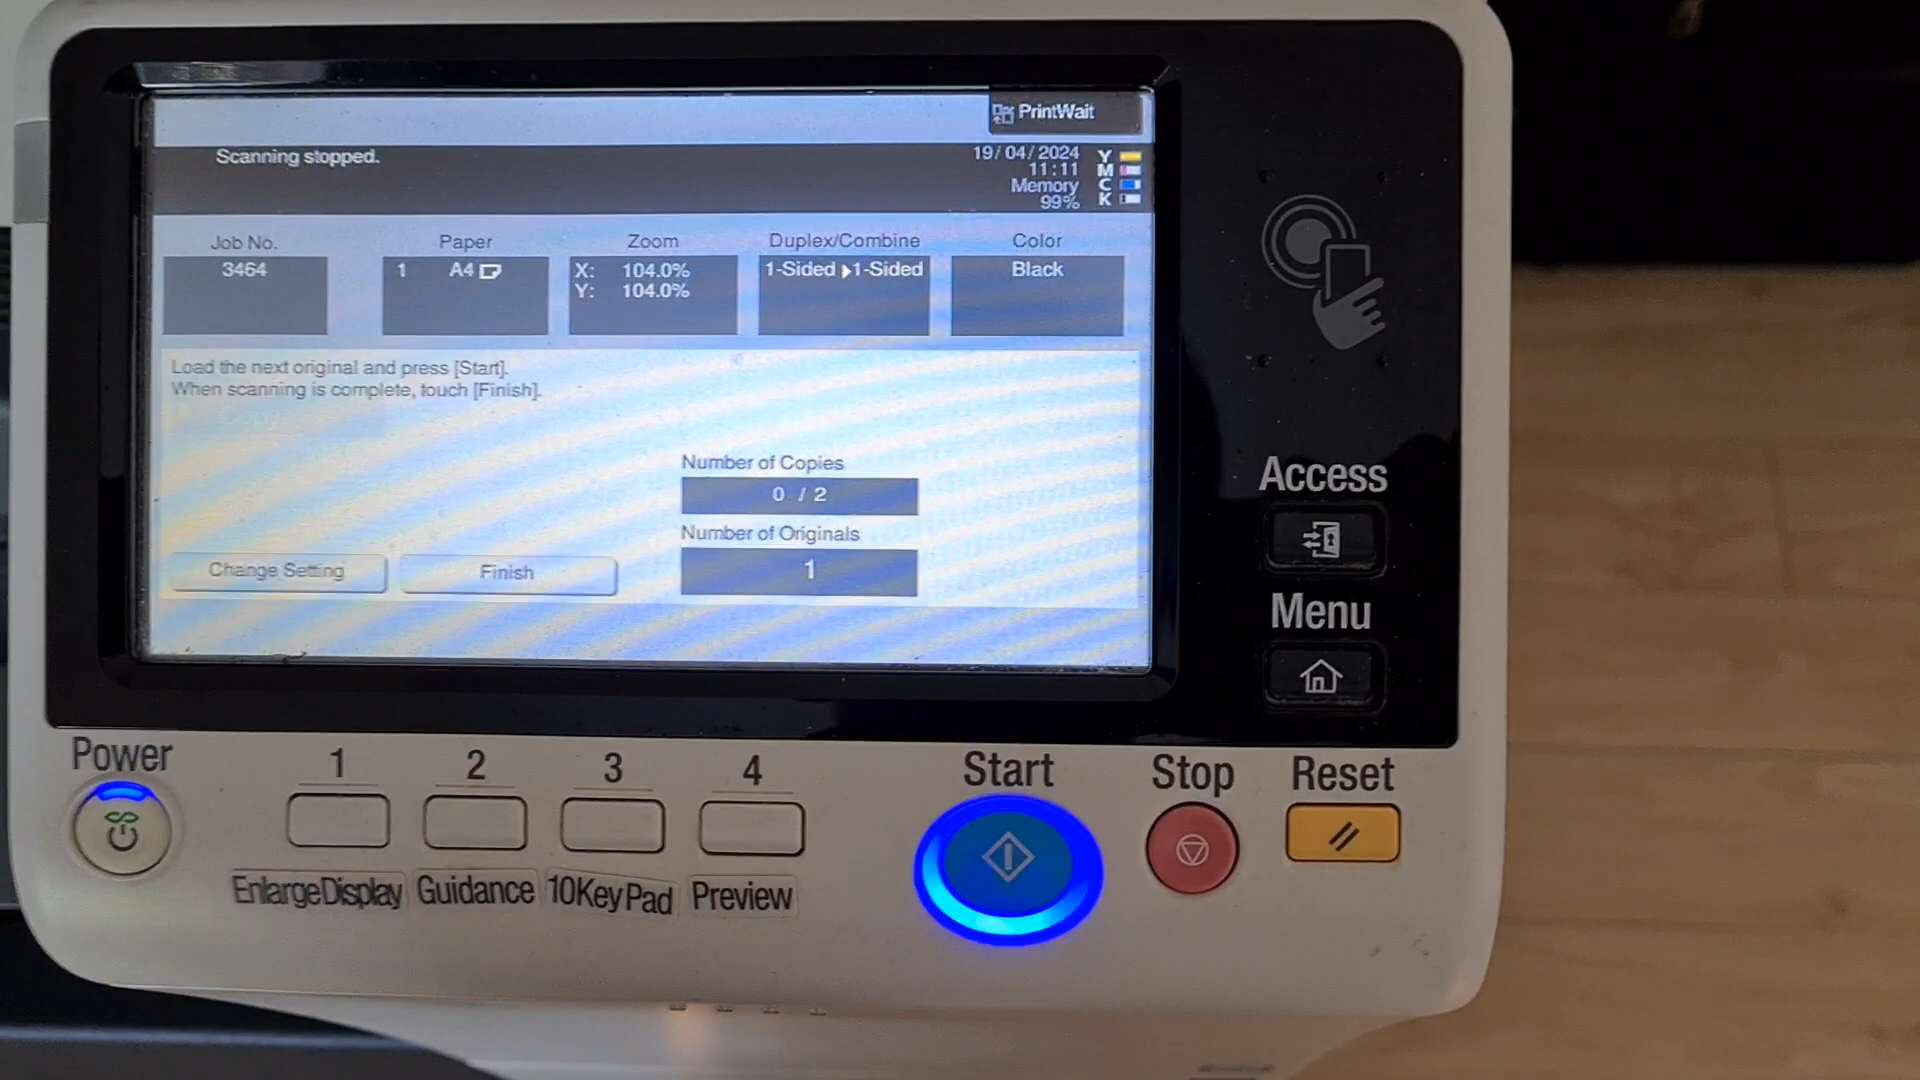 PrintWait
Scanning stopped.
19/04/2024
11:11
Memory
99%
Y
M
C
K
Job No.
3464
Paper
1 A4
Zoom
X: 104.0%
Y: 104.0%
Duplex/Combine
1-Sided ▶ 1-Sided
Color
Black
Load the next original and press [Start].
When scanning is complete, touch [Finish].
Number of Copies
0 / 2
Number of Originals
1
Change Setting
Finish
Access
Menu
Power
1
2
3
4
Start
Stop
Reset
Enlarge Display
Guidance
10Key Pad
Preview